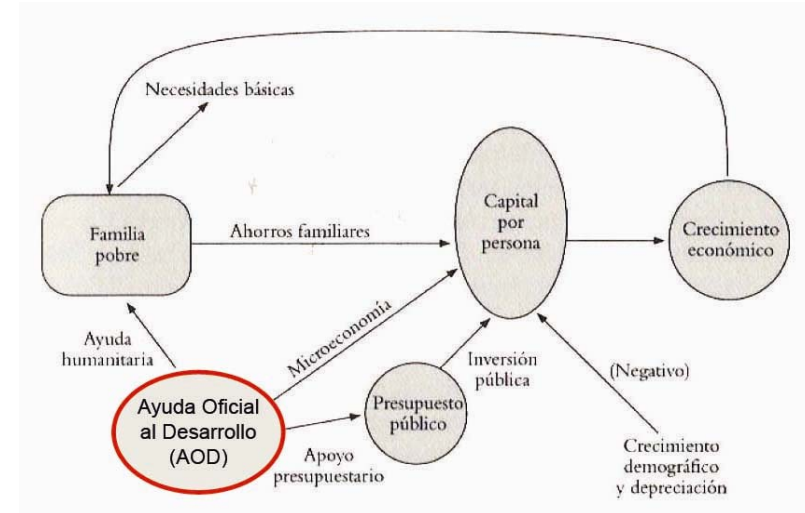 Necesidades básicas
Familia
pobre
Ahorros familiares
Capital
por
persona
Crecimiento
económico
Ayuda
humanitaria
Microeconomía
Ayuda Oficial
al Desarrollo
(AOD)
Apoyo
presupuestario
Presupuesto
público
Inversión
pública
(Negativo)
Crecimiento
demográfico
y depreciación